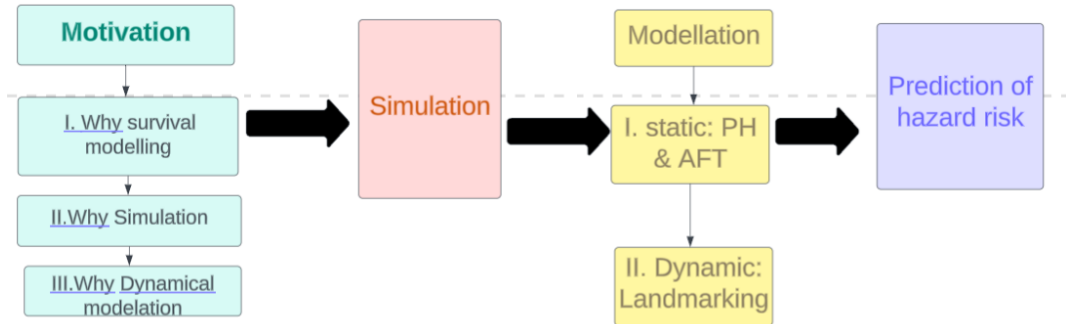 Motivation
I. Why survival
modelling
II.Why Simulation
III.Why Dynamical
modelation
Simulation
Modellation
I. static: PH
& AFT
II. Dynamic:
Landmarking
Prediction of
hazard risk